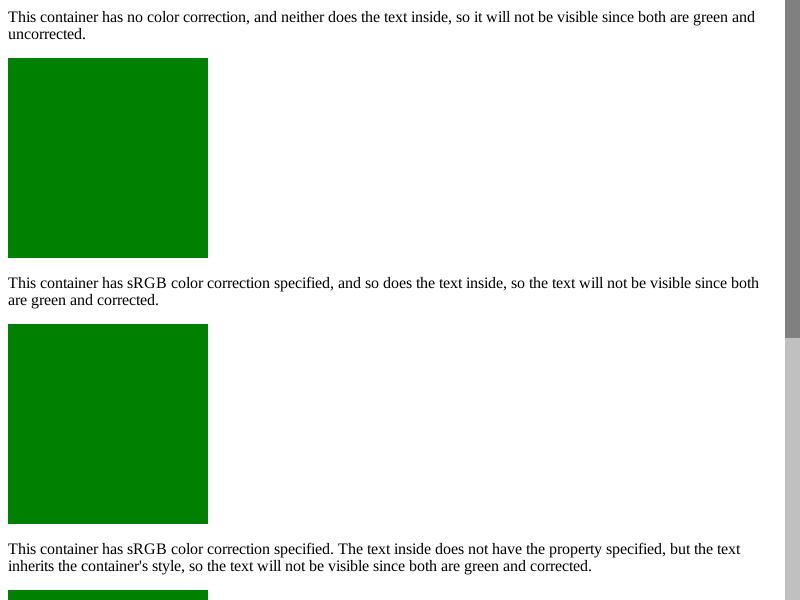 This container has no color correction, and neither does the text inside, so it will not be visible since both are green and
uncorrected.
This container has sRGB color correction specified, and so does the text inside, so the text will not be visible since both
are green and corrected.
This container has sRGB color correction specified. The text inside does not have the property specified, but the text
inherits the container's style, so the text will not be visible since both are green and corrected.